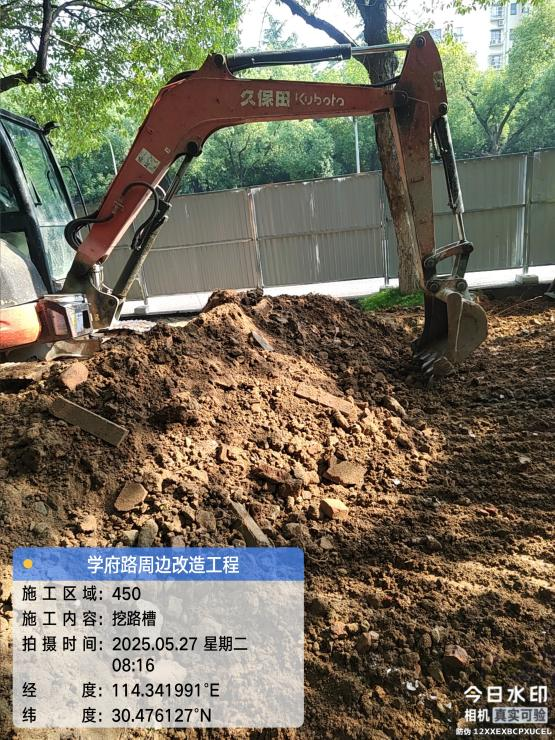 久保田 Kubota
学府路周边改造工程
施工区域：450
施工内容：挖路槽
拍摄时间：2025.05.27 星期二
08:16
经度：114.341991°E
纬度：30.476127°N
今日水印
相机 真实可验
防伪 12XXEXBCPXUCEL